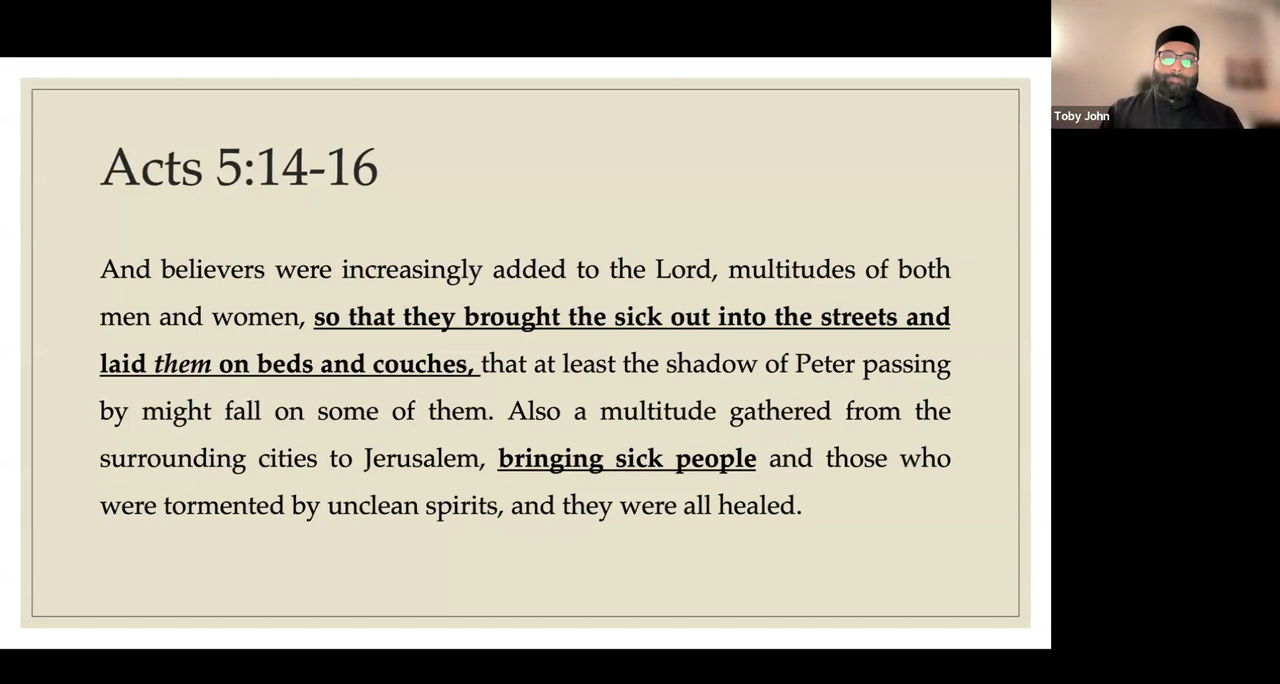 Acts 5:14-16
And believers were increasingly added to the Lord, multitudes of both
men and women, so that they brought the sick out into the streets and
laid them on beds and couches, that at least the shadow of Peter passing
by might fall on some of them. Also a multitude gathered from the
surrounding cities to Jerusalem, bringing sick people and those who
were tormented by unclean spirits, and they were all healed.
Toby John